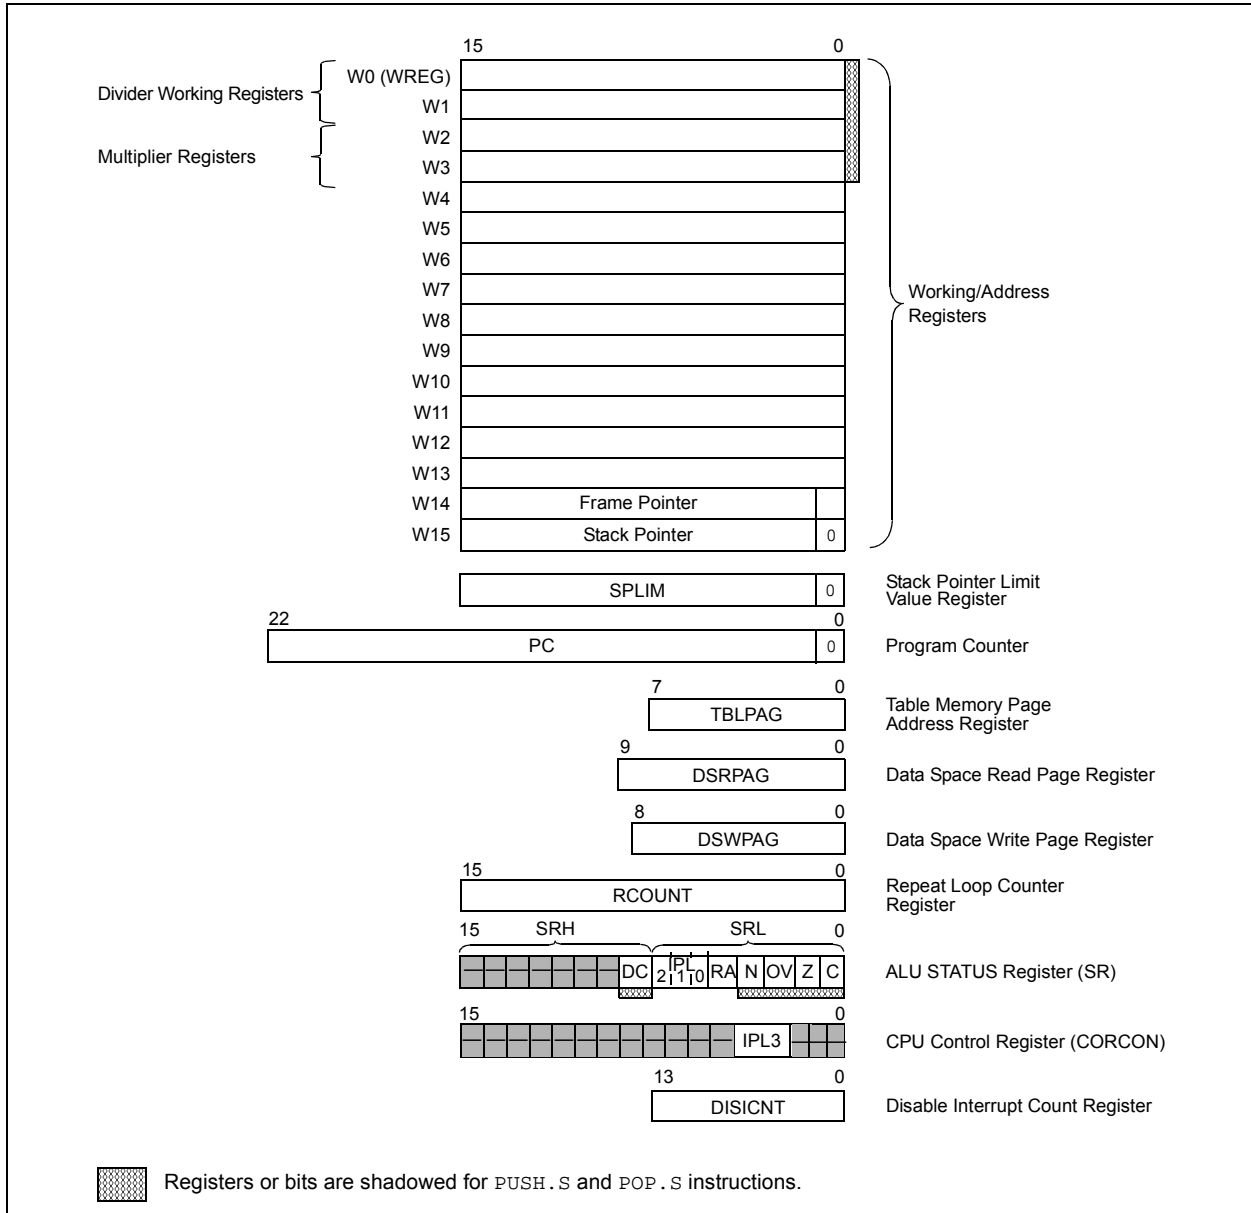 15 0
W0 (WREG)
Divider Working Registers
W1
W2
Multiplier Registers
W3
W4
W5
W6
W7
Working/Address
Registers
W8
W9
W10
W11
W12
W13
W14 Frame Pointer
W15 Stack Pointer 0
SPLIM 0 Stack Pointer Limit
Value Register
22 0
PC 0 Program Counter
7 0
TBLPAG Table Memory Page
Address Register
9 0
DSRPAG Data Space Read Page Register
8 0
DSWPAG Data Space Write Page Register
15 0
RCOUNT Repeat Loop Counter
Register
15 SRH SRL 0
— — — — — — — DC IPL 2 1 0 RA N OV Z C ALU STATUS Register (SR)
15 0
— — — — — — — — — — — — IPL3 — — — CPU Control Register (CORCON)
13 0
DISICNT Disable Interrupt Count Register
Registers or bits are shadowed for PUSH.S and POP.S instructions.